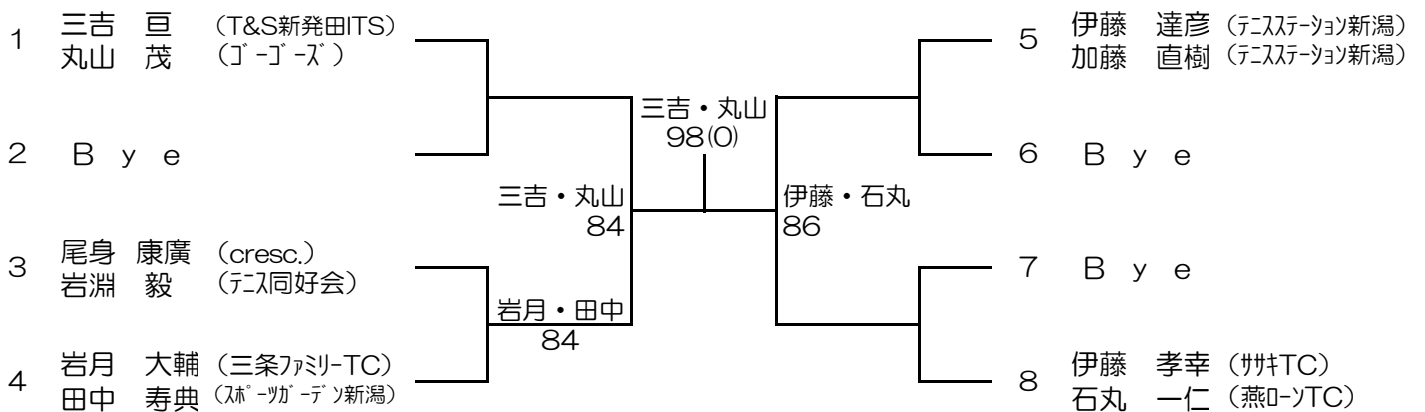 1 三吉 亘 (T&S新発田ITS)
丸山 茂 (ｺﾞｰｺﾞｰｽﾞ)
2 Bye
3 尾身 康廣 (cresc.)
岩淵 毅 (ﾃﾆｽ同好会)
4 岩月 大輔 (三条ﾌｧﾐﾘｰTC)
田中 寿典 (ｽﾎﾟｰﾂｶﾞｰﾃﾞﾝ新潟)
三吉・丸山
84
岩月・田中
84
三吉・丸山
98(0)
伊藤・石丸
86
5 伊藤 達彦 (ﾃﾆｽｽﾃｰｼｮﾝ新潟)
加藤 直樹 (ﾃﾆｽｽﾃｰｼｮﾝ新潟)
6 Bye
7 Bye
8 伊藤 孝幸 (ｻｻｷTC)
石丸 一仁 (燕ﾛｰﾝTC)